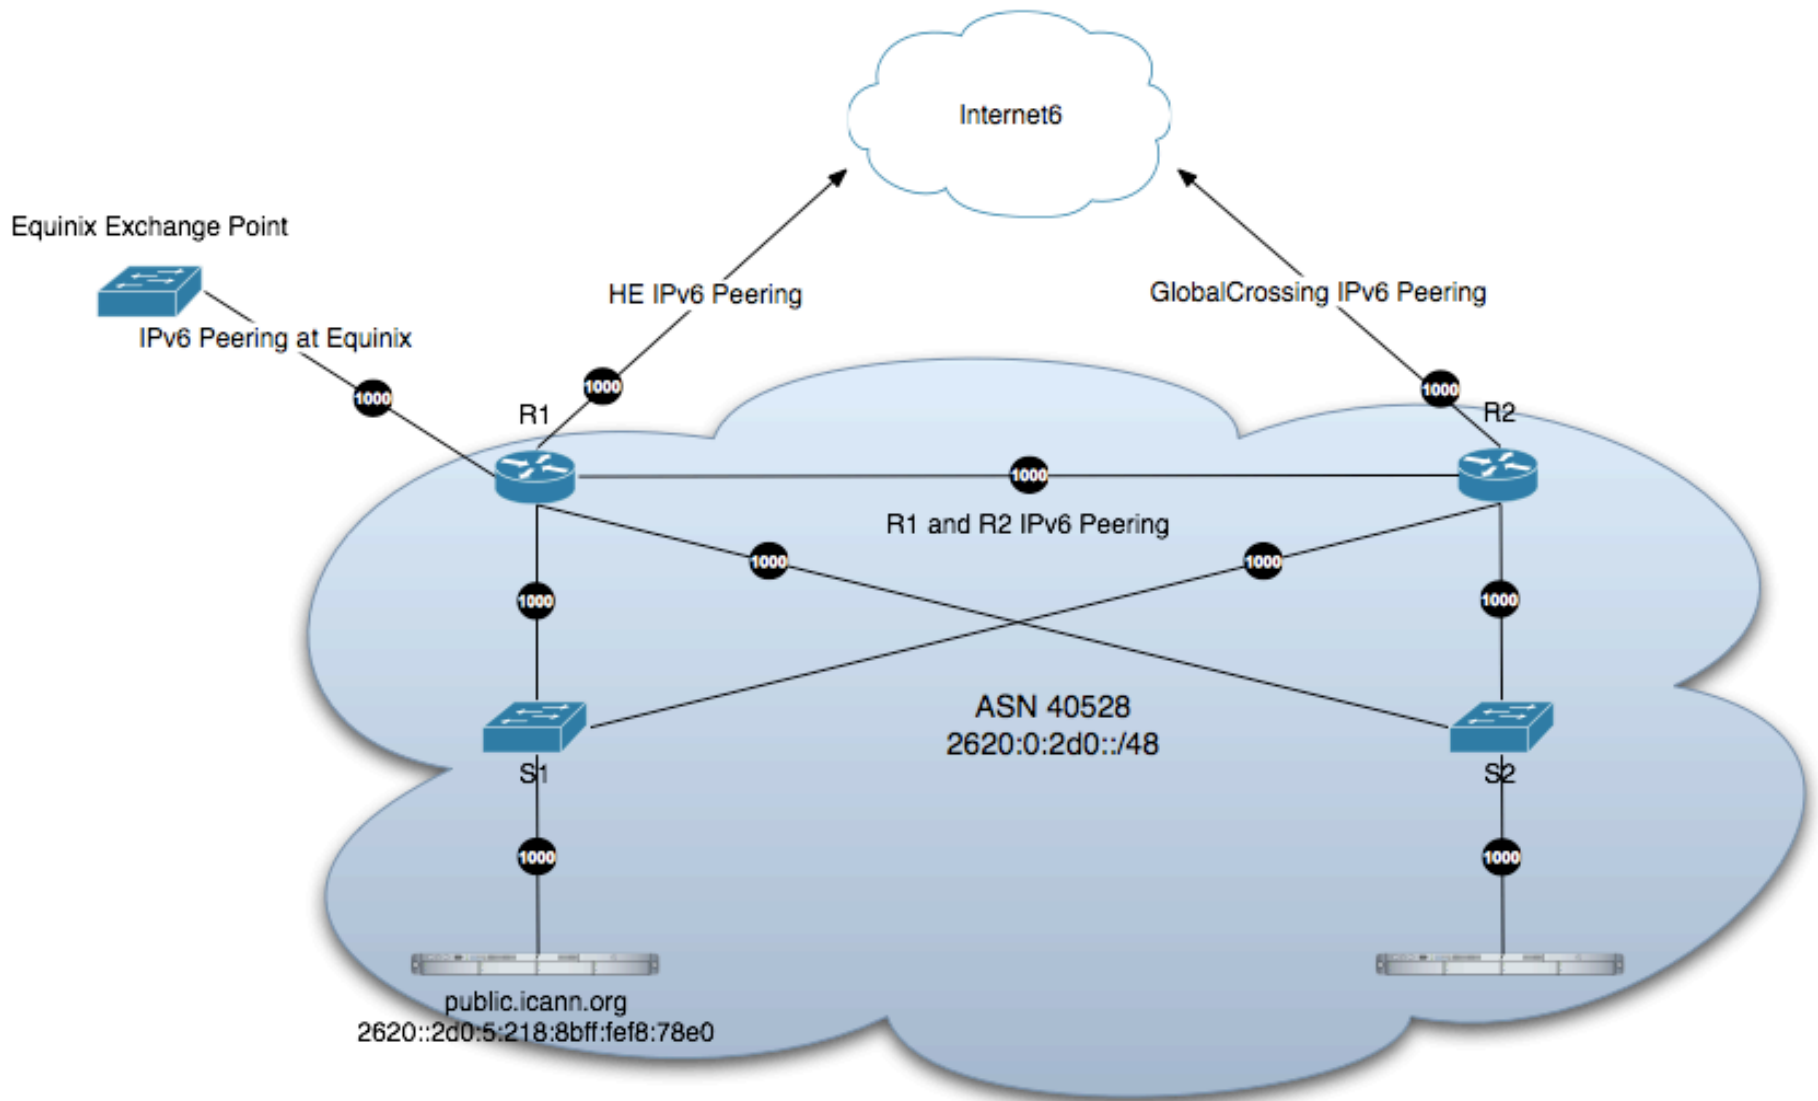 Internet6
Equinix Exchange Point
HE IPv6 Peering
GlobalCrossing IPv6 Peering
IPv6 Peering at Equinix
1000
1000
1000
R1
R2
1000
R1 and R2 IPv6 Peering
1000
1000
1000
1000
ASN 40528
2620:0:2d0::/48
S1
S2
1000
1000
public.icann.org
2620::2d0:5:218:8bff:fef8:78e0